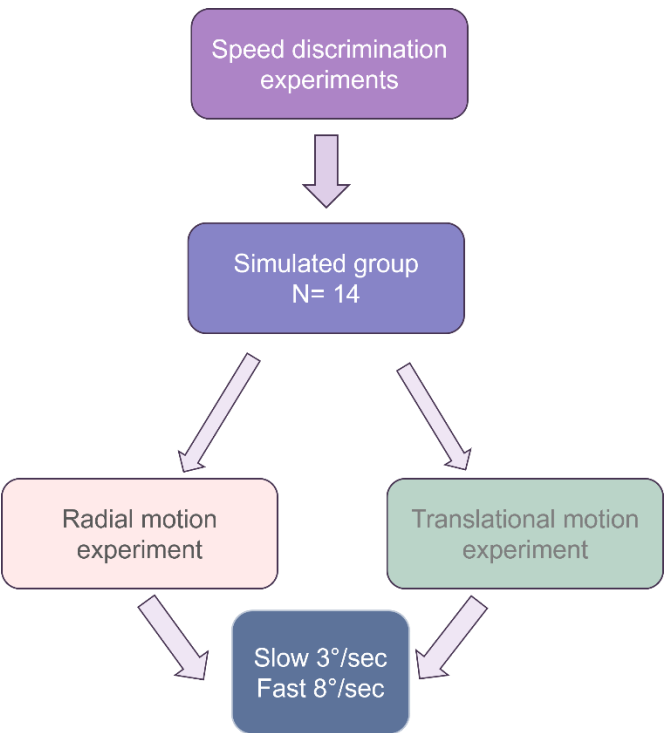 Speed discrimination
experiments
Simulated group
N= 14
Radial motion
experiment
Translational motion
experiment
Slow 3°/sec
Fast 8°/sec